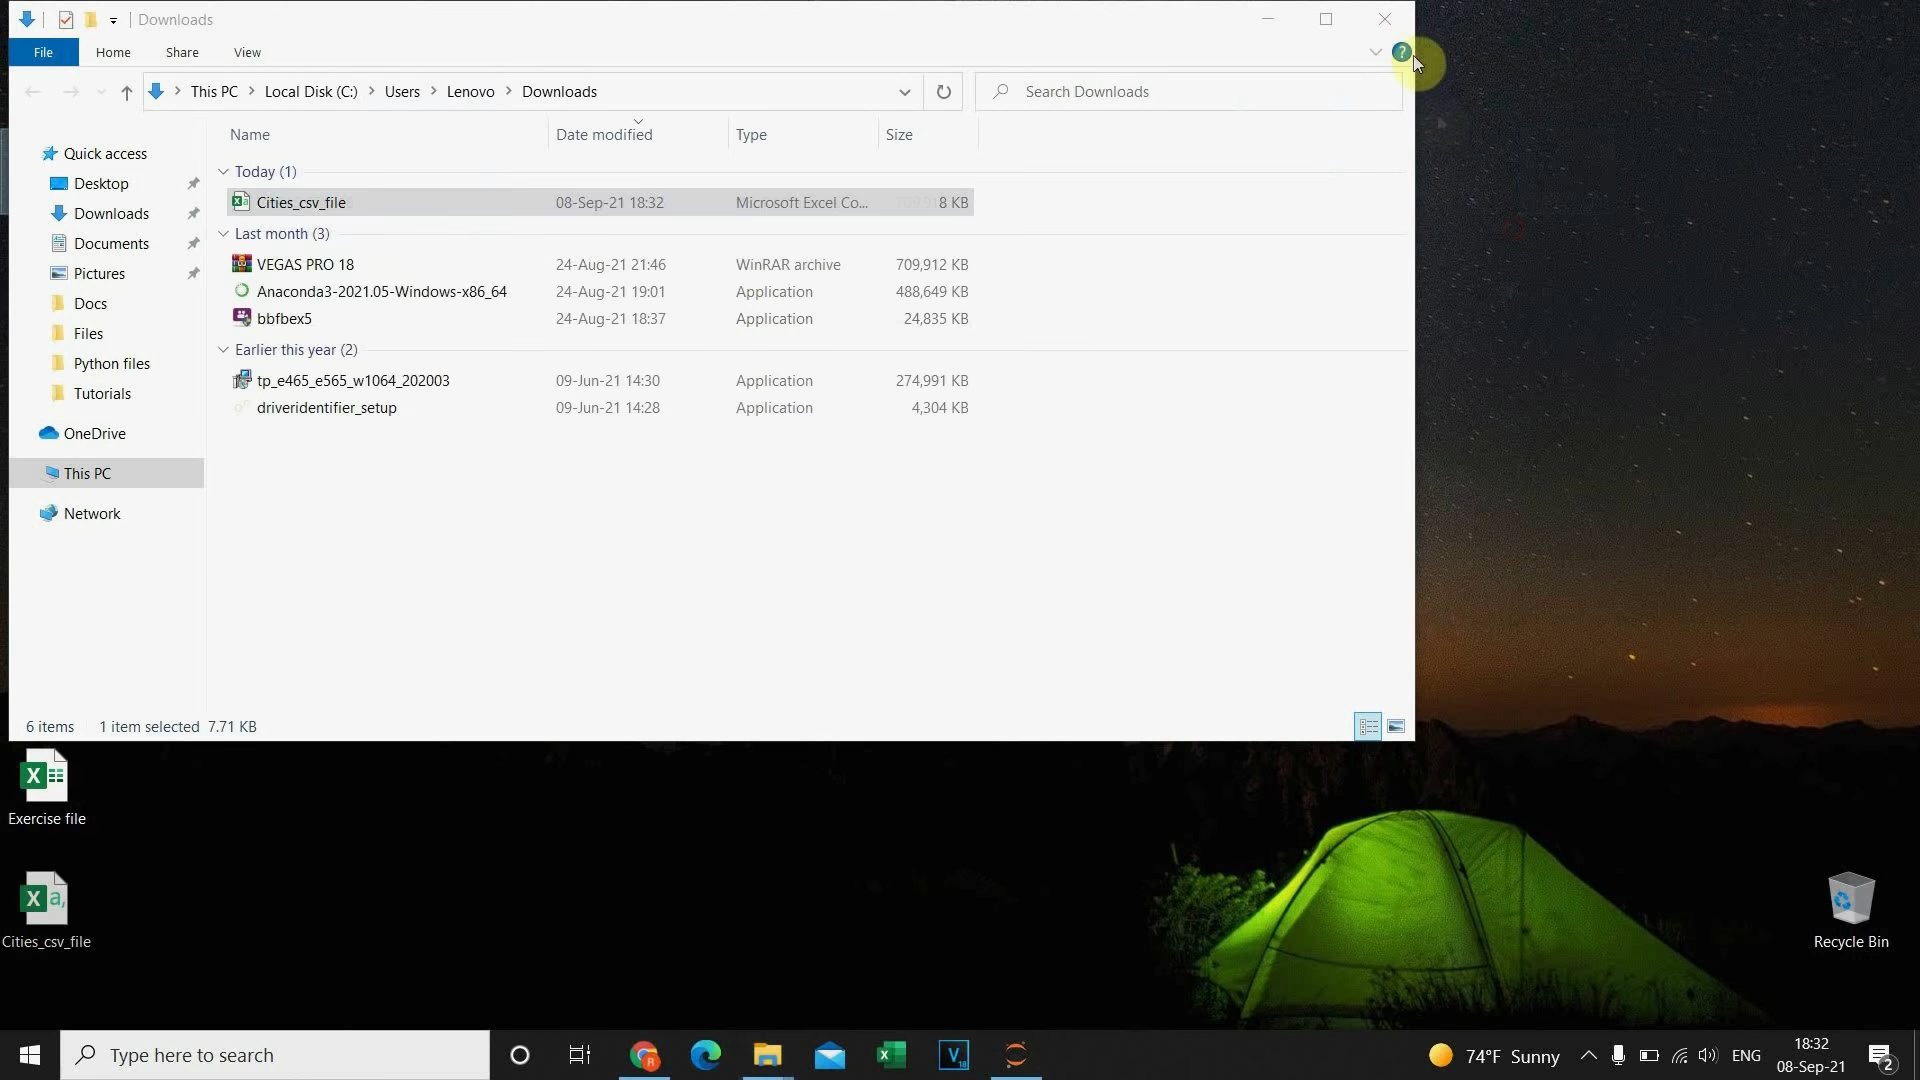 Downloads
File Home Share View
This PC Local Disk (C:) Users Lenovo Downloads
Search Downloads
Name Date modified Type Size
Quick access
Desktop
Downloads
Documents
Pictures
Docs
Files
Python files
Tutorials
OneDrive
This PC
Network
Today (1)
Cities_csv_file 08-Sep-21 18:32 Microsoft Excel Co... 8 KB
Last month (3)
VEGAS PRO 18 24-Aug-21 21:46 WinRAR archive 709,912 KB
Anaconda3-2021.05-Windows-x86_64 24-Aug-21 19:01 Application 488,649 KB
bbfbex5 24-Aug-21 18:37 Application 24,835 KB
Earlier this year (2)
tp_e465_e565_w1064_202003 09-Jun-21 14:30 Application 274,991 KB
driveridentifier_setup 09-Jun-21 14:28 Application 4,304 KB
6 items 1 item selected 7.71 KB
Exercise file
Cities_csv_file
Recycle Bin
Type here to search
74°F Sunny
ENG
18:32
08-Sep-21
2